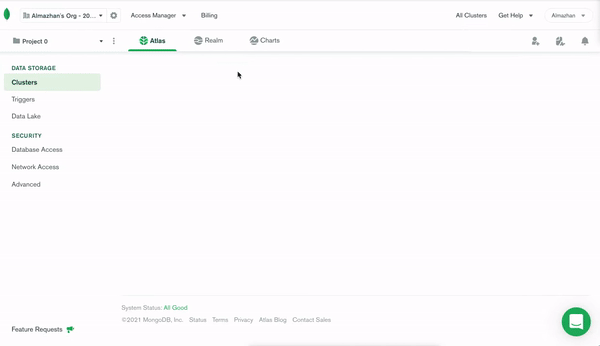 Almazhan's Org - 20... Access Manager Billing All Clusters Get Help Almazhan
Project 0 Atlas Realm Charts
DATA STORAGE
Clusters
Triggers
Data Lake
SECURITY
Database Access
Network Access
Advanced
System Status: All Good
©2021 MongoDB, Inc. Status Terms Privacy Atlas Blog Contact Sales
Feature Requests